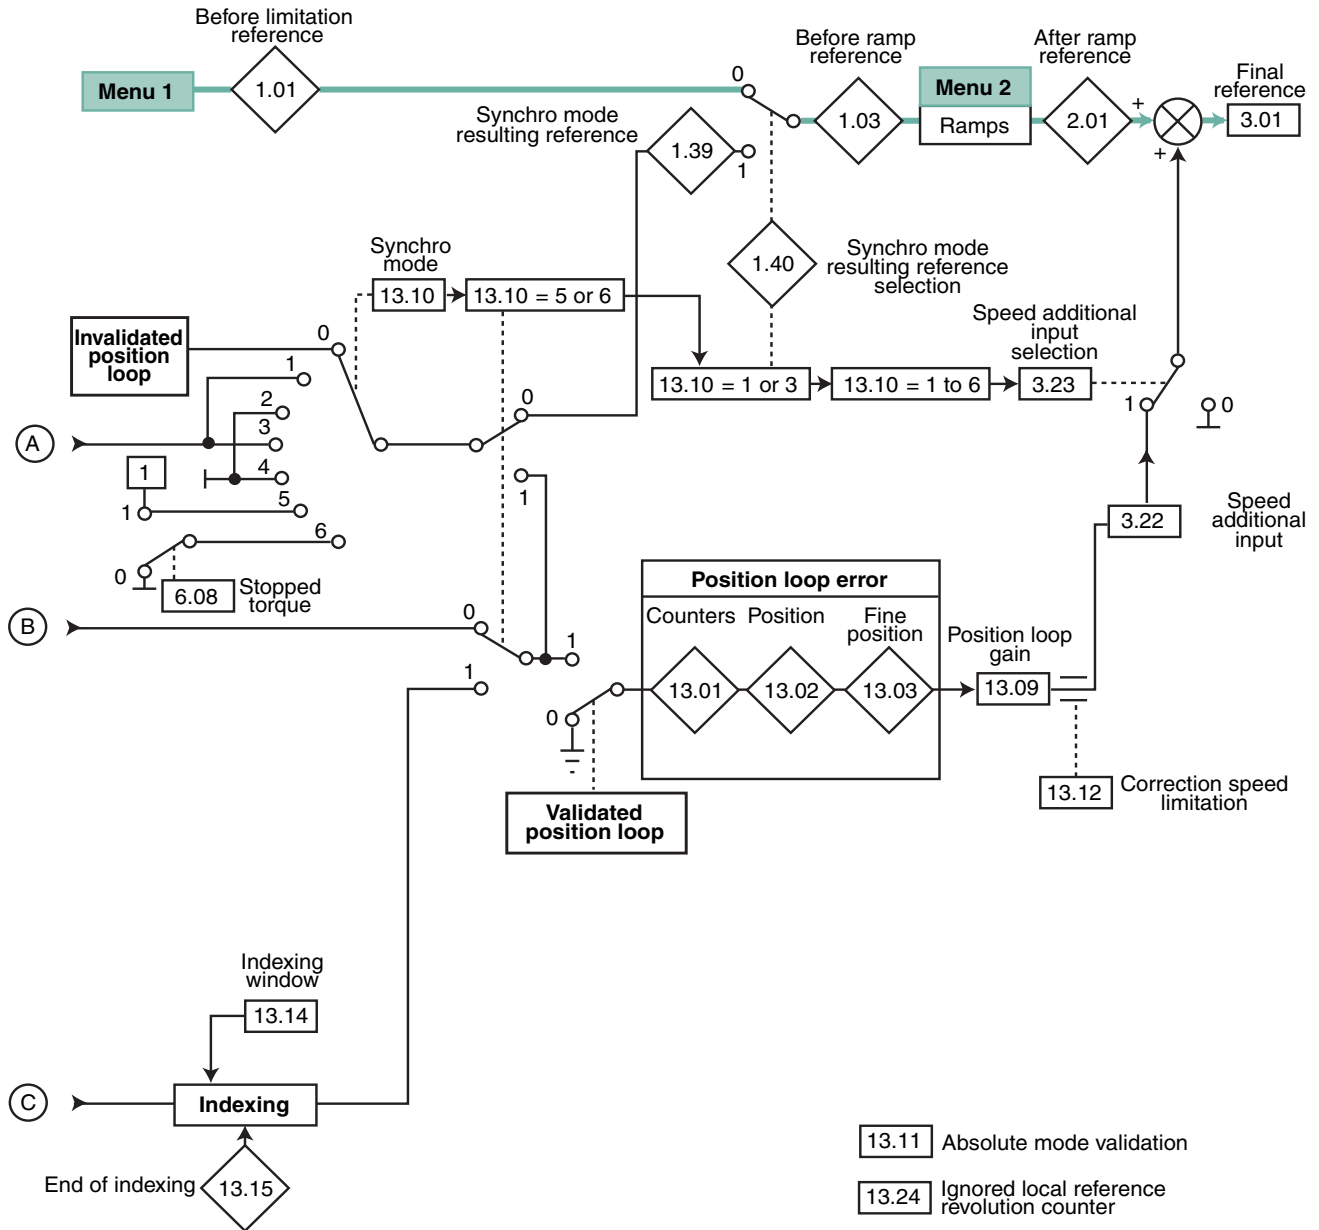 Before limitation
reference
Menu 1
1.01
0
Before ramp
reference
1.03
Menu 2
Ramps
After ramp
reference
2.01
+
+
Final
reference
3.01
Synchro mode
resulting reference
1.39
1
1.40
Synchro mode
resulting reference
selection
Synchro
mode
13.10
13.10 = 5 or 6
13.10 = 1 or 3
13.10 = 1 to 6
Speed additional
input
selection
3.23
1
0
Invalidated
position
loop
0
1
2
3
4
5
6
A
1
1
0
6.08
Stopped
torque
0
1
3.22
Speed
additional
input
B
0
1
1
0
Position loop error
Counters
Position
Fine
position
13.01
13.02
13.03
Position loop
gain
13.09
13.12
Correction speed
limitation
Validated
position loop
Indexing
window
13.14
C
Indexing
End of indexing
13.15
13.11
Absolute mode validation
13.24
Ignored local reference
revolution counter